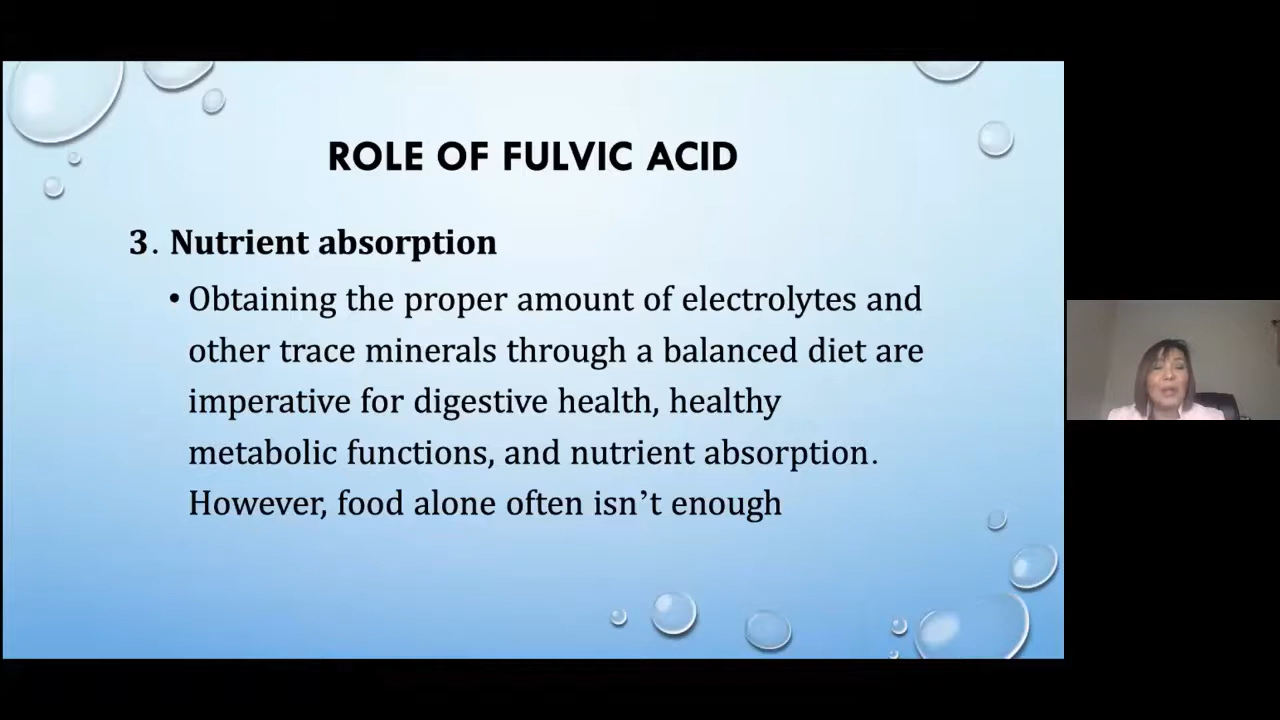 ROLE OF FULVIC ACID
3. Nutrient absorption
• Obtaining the proper amount of electrolytes and
other trace minerals through a balanced diet are
imperative for digestive health, healthy
metabolic functions, and nutrient absorption.
However, food alone often isn’t enough